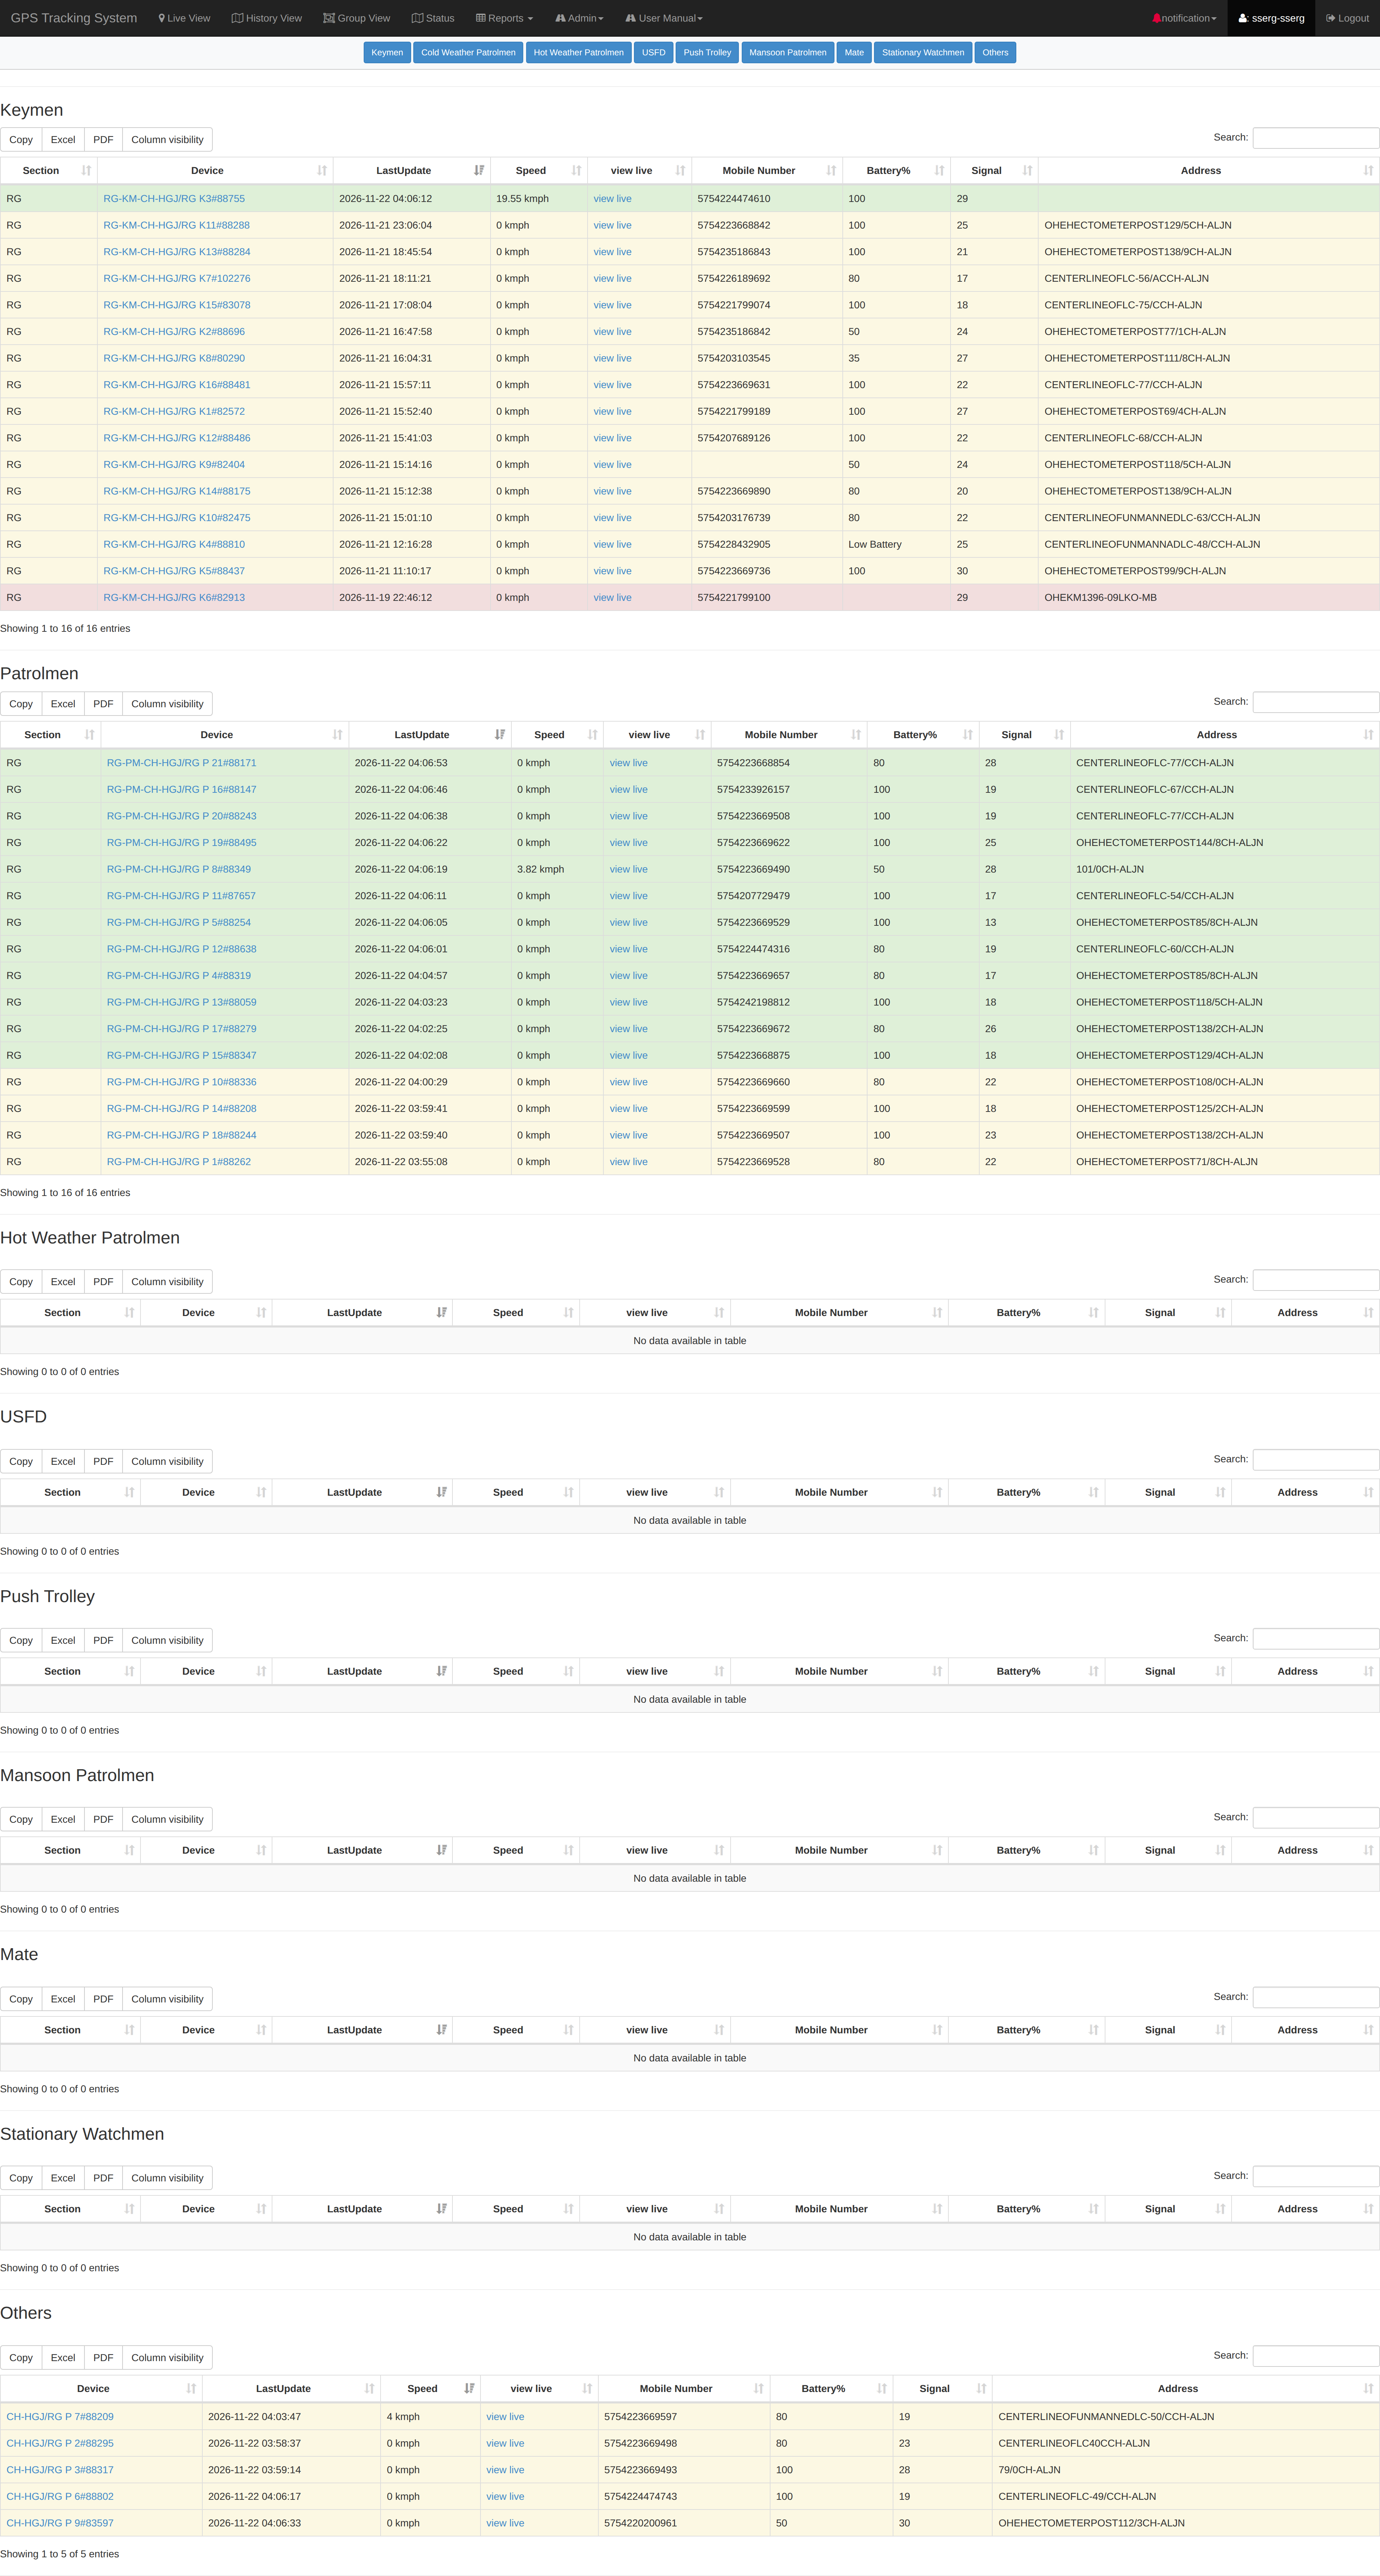 GPS Tracking System Live View History View Group View Status Reports Admin User Manual notification : sserg-sserg Logout
Keymen Cold Weather Patrolmen Hot Weather Patrolmen USFD Push Trolley Mansoon Patrolmen Mate Stationary Watchmen Others
Keymen
Copy Excel PDF Column visibility Search:
Section Device LastUpdate Speed view live Mobile Number Battery% Signal Address
RG RG-KM-CH-HGJ/RG K3#88755 2026-11-22 04:06:12 19.55 kmph view live 5754224474610 100 29
RG RG-KM-CH-HGJ/RG K11#88288 2026-11-21 23:06:04 0 kmph view live 5754223668842 100 25 OHEHECTOMETERPOST129/5CH-ALJN
RG RG-KM-CH-HGJ/RG K13#88284 2026-11-21 18:45:54 0 kmph view live 5754235186843 100 21 OHEHECTOMETERPOST138/9CH-ALJN
RG RG-KM-CH-HGJ/RG K7#102276 2026-11-21 18:11:21 0 kmph view live 5754226189692 80 17 CENTERLINEOFLC-56/ACCH-ALJN
RG RG-KM-CH-HGJ/RG K15#83078 2026-11-21 17:08:04 0 kmph view live 5754221799074 100 18 CENTERLINEOFLC-75/CCH-ALJN
RG RG-KM-CH-HGJ/RG K2#88696 2026-11-21 16:47:58 0 kmph view live 5754235186842 50 24 OHEHECTOMETERPOST77/1CH-ALJN
RG RG-KM-CH-HGJ/RG K8#80290 2026-11-21 16:04:31 0 kmph view live 5754203103545 35 27 OHEHECTOMETERPOST111/8CH-ALJN
RG RG-KM-CH-HGJ/RG K16#88481 2026-11-21 15:57:11 0 kmph view live 5754223669631 100 22 CENTERLINEOFLC-77/CCH-ALJN
RG RG-KM-CH-HGJ/RG K1#82572 2026-11-21 15:52:40 0 kmph view live 5754221799189 100 27 OHEHECTOMETERPOST69/4CH-ALJN
RG RG-KM-CH-HGJ/RG K12#88486 2026-11-21 15:41:03 0 kmph view live 5754207689126 100 22 CENTERLINEOFLC-68/CCH-ALJN
RG RG-KM-CH-HGJ/RG K9#82404 2026-11-21 15:14:16 0 kmph view live 50 24 OHEHECTOMETERPOST118/5CH-ALJN
RG RG-KM-CH-HGJ/RG K14#88175 2026-11-21 15:12:38 0 kmph view live 5754223669890 80 20 OHEHECTOMETERPOST138/9CH-ALJN
RG RG-KM-CH-HGJ/RG K10#82475 2026-11-21 15:01:10 0 kmph view live 5754203176739 80 22 CENTERLINEOFUNMANNEDLC-63/CCH-ALJN
RG RG-KM-CH-HGJ/RG K4#88810 2026-11-21 12:16:28 0 kmph view live 5754228432905 Low Battery 25 CENTERLINEOFUNMANNADLC-48/CCH-ALJN
RG RG-KM-CH-HGJ/RG K5#88437 2026-11-21 11:10:17 0 kmph view live 5754223669736 100 30 OHEHECTOMETERPOST99/9CH-ALJN
RG RG-KM-CH-HGJ/RG K6#82913 2026-11-19 22:46:12 0 kmph view live 5754221799100 29 OHEKM1396-09LKO-MB
Showing 1 to 16 of 16 entries
Patrolmen
Copy Excel PDF Column visibility Search:
Section Device LastUpdate Speed view live Mobile Number Battery% Signal Address
RG RG-PM-CH-HGJ/RG P 21#88171 2026-11-22 04:06:53 0 kmph view live 5754223668854 80 28 CENTERLINEOFLC-77/CCH-ALJN
RG RG-PM-CH-HGJ/RG P 16#88147 2026-11-22 04:06:46 0 kmph view live 5754233926157 100 19 CENTERLINEOFLC-67/CCH-ALJN
RG RG-PM-CH-HGJ/RG P 20#88243 2026-11-22 04:06:38 0 kmph view live 5754223669508 100 19 CENTERLINEOFLC-77/CCH-ALJN
RG RG-PM-CH-HGJ/RG P 19#88495 2026-11-22 04:06:22 0 kmph view live 5754223669622 100 25 OHEHECTOMETERPOST144/8CH-ALJN
RG RG-PM-CH-HGJ/RG P 8#88349 2026-11-22 04:06:19 3.82 kmph view live 5754223669490 50 28 101/0CH-ALJN
RG RG-PM-CH-HGJ/RG P 11#87657 2026-11-22 04:06:11 0 kmph view live 5754207729479 100 17 CENTERLINEOFLC-54/CCH-ALJN
RG RG-PM-CH-HGJ/RG P 5#88254 2026-11-22 04:06:05 0 kmph view live 5754223669529 100 13 OHEHECTOMETERPOST85/8CH-ALJN
RG RG-PM-CH-HGJ/RG P 12#88638 2026-11-22 04:06:01 0 kmph view live 5754224474316 80 19 CENTERLINEOFLC-60/CCH-ALJN
RG RG-PM-CH-HGJ/RG P 4#88319 2026-11-22 04:04:57 0 kmph view live 5754223669657 80 17 OHEHECTOMETERPOST85/8CH-ALJN
RG RG-PM-CH-HGJ/RG P 13#88059 2026-11-22 04:03:23 0 kmph view live 5754242198812 100 18 OHEHECTOMETERPOST118/5CH-ALJN
RG RG-PM-CH-HGJ/RG P 17#88279 2026-11-22 04:02:25 0 kmph view live 5754223669672 80 26 OHEHECTOMETERPOST138/2CH-ALJN
RG RG-PM-CH-HGJ/RG P 15#88347 2026-11-22 04:02:08 0 kmph view live 5754223668875 100 18 OHEHECTOMETERPOST129/4CH-ALJN
RG RG-PM-CH-HGJ/RG P 10#88336 2026-11-22 04:00:29 0 kmph view live 5754223669660 80 22 OHEHECTOMETERPOST108/0CH-ALJN
RG RG-PM-CH-HGJ/RG P 14#88208 2026-11-22 03:59:41 0 kmph view live 5754223669599 100 18 OHEHECTOMETERPOST125/2CH-ALJN
RG RG-PM-CH-HGJ/RG P 18#88244 2026-11-22 03:59:40 0 kmph view live 5754223669507 100 23 OHEHECTOMETERPOST138/2CH-ALJN
RG RG-PM-CH-HGJ/RG P 1#88262 2026-11-22 03:55:08 0 kmph view live 5754223669528 80 22 OHEHECTOMETERPOST71/8CH-ALJN
Showing 1 to 16 of 16 entries
Hot Weather Patrolmen
Copy Excel PDF Column visibility Search:
Section Device LastUpdate Speed view live Mobile Number Battery% Signal Address
No data available in table
Showing 0 to 0 of 0 entries
USFD
Copy Excel PDF Column visibility Search:
Section Device LastUpdate Speed view live Mobile Number Battery% Signal Address
No data available in table
Showing 0 to 0 of 0 entries
Push Trolley
Copy Excel PDF Column visibility Search:
Section Device LastUpdate Speed view live Mobile Number Battery% Signal Address
No data available in table
Showing 0 to 0 of 0 entries
Mansoon Patrolmen
Copy Excel PDF Column visibility Search:
Section Device LastUpdate Speed view live Mobile Number Battery% Signal Address
No data available in table
Showing 0 to 0 of 0 entries
Mate
Copy Excel PDF Column visibility Search:
Section Device LastUpdate Speed view live Mobile Number Battery% Signal Address
No data available in table
Showing 0 to 0 of 0 entries
Stationary Watchmen
Copy Excel PDF Column visibility Search:
Section Device LastUpdate Speed view live Mobile Number Battery% Signal Address
No data available in table
Showing 0 to 0 of 0 entries
Others
Copy Excel PDF Column visibility Search:
Device LastUpdate Speed view live Mobile Number Battery% Signal Address
CH-HGJ/RG P 7#88209 2026-11-22 04:03:47 4 kmph view live 5754223669597 80 19 CENTERLINEOFUNMANNEDLC-50/CCH-ALJN
CH-HGJ/RG P 2#88295 2026-11-22 03:58:37 0 kmph view live 5754223669498 80 23 CENTERLINEOFLC40CCH-ALJN
CH-HGJ/RG P 3#88317 2026-11-22 03:59:14 0 kmph view live 5754223669493 100 28 79/0CH-ALJN
CH-HGJ/RG P 6#88802 2026-11-22 04:06:17 0 kmph view live 5754224474743 100 19 CENTERLINEOFLC-49/CCH-ALJN
CH-HGJ/RG P 9#83597 2026-11-22 04:06:33 0 kmph view live 5754220200961 50 30 OHEHECTOMETERPOST112/3CH-ALJN
Showing 1 to 5 of 5 entries